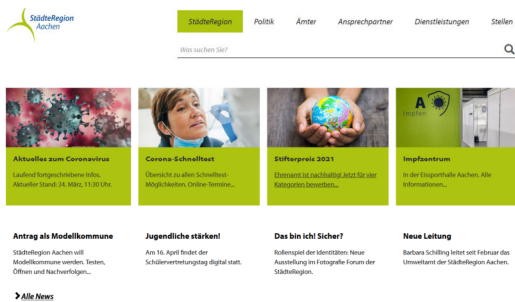 StädteRegion
Aachen
StädteRegion Politik Ämter Ansprechpartner Dienstleistungen Stellen
Was suchen Sie?
A
impfen
Aktuelles zum Coronavirus
Laufend fortgeschriebene Infos.
Aktueller Stand: 24. März, 11:30 Uhr.
Corona-Schnelltest
Übersicht zu allen Schnelltest-
Möglichkeiten. Online-Termine...
Stifterpreis 2021
Ehrenamt ist nachhaltig! Jetzt für vier
Kategorien bewerben...
Impfzentrum
In der Eissporthalle Aachen. Alle
Informationen...
Antrag als Modellkommune
StädteRegion Aachen will
Modellkommune werden. Testen,
Öffnen und Nachverfolgen...
Jugendliche stärken!
Am 16. April findet der
Schülervertretungstag digital statt.
Das bin ich! Sicher?
Rollenspiel der Identitäten: Neue
Ausstellung im Fotografie Forum der
StädteRegion.
Neue Leitung
Barbara Schilling leitet seit Februar das
Umweltamt der StädteRegion Aachen.
Alle News